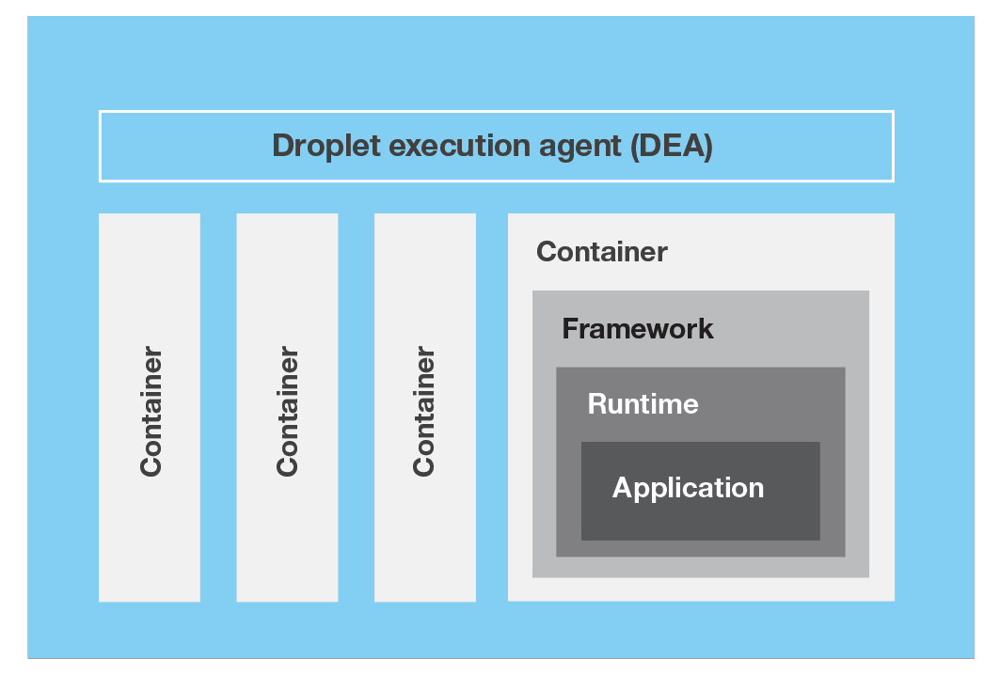 Droplet execution agent (DEA)
Container
Container
Container
Container
Framework
Runtime
Application